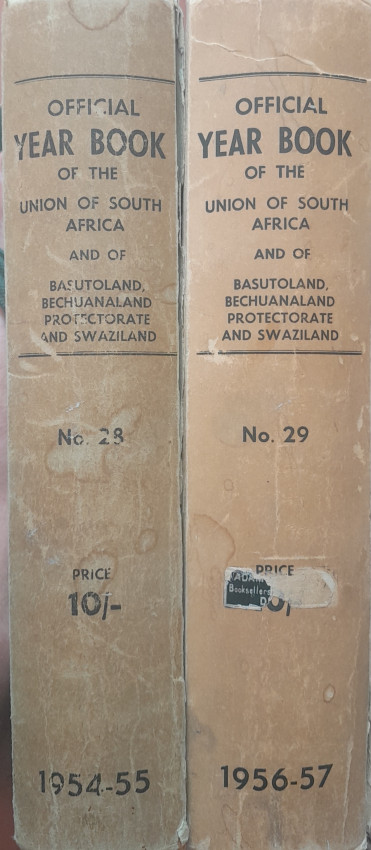 OFFICIAL
YEAR BOOK
OF THE
UNION OF SOUTH
AFRICA
AND OF
BASUTOLAND,
BECHUANALAND
PROTECTORATE
AND SWAZILAND
No. 28
PRICE
10/-
1954-55
OFFICIAL
YEAR BOOK
OF THE
UNION OF SOUTH
AFRICA
AND OF
BASUTOLAND,
BECHUANALAND
PROTECTORATE
AND SWAZILAND
No. 29
PRICE
Booksellers
1956-57